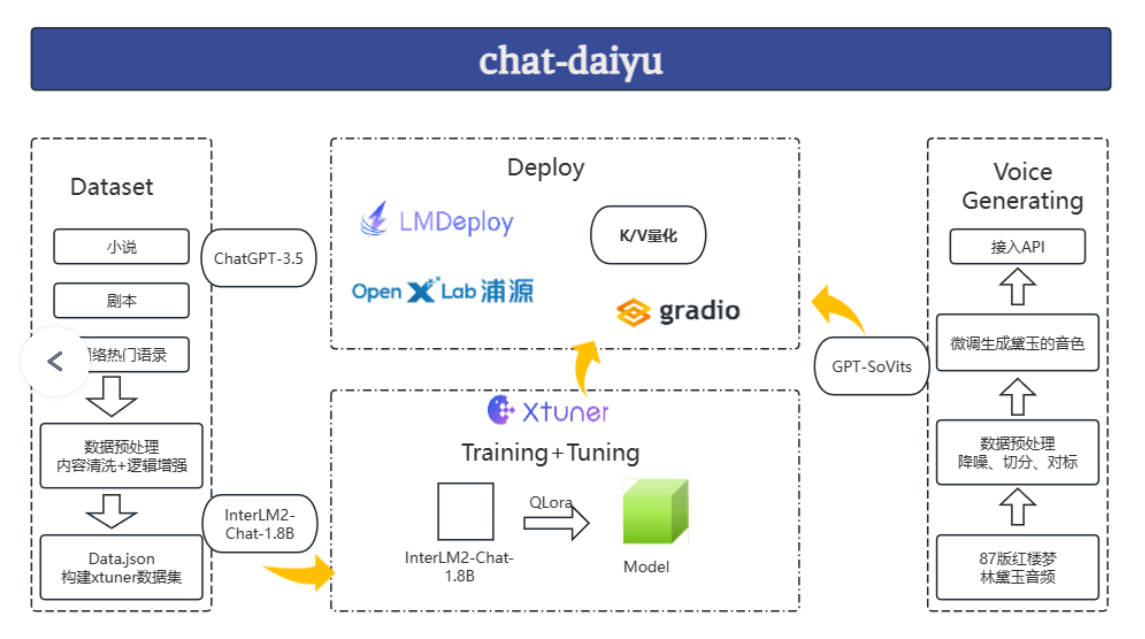 chat-daiyu
Dataset
小说
剧本
络热门语录
数据预处理
内容清洗+逻辑增强
Data.json
构建xtuner数据集
ChatGPT-3.5
InterLM2-
Chat-1.8B
Deploy
LMDeploy
K/V量化
Open X Lab 浦源
gradio
Xtuner
Training+Tuning
QLora
InterLM2-Chat-
1.8B
Model
GPT-SoVits
Voice
Generating
接入API
微调生成黛玉的音色
数据预处理
降噪、切分、对标
87版红楼梦
林黛玉音频